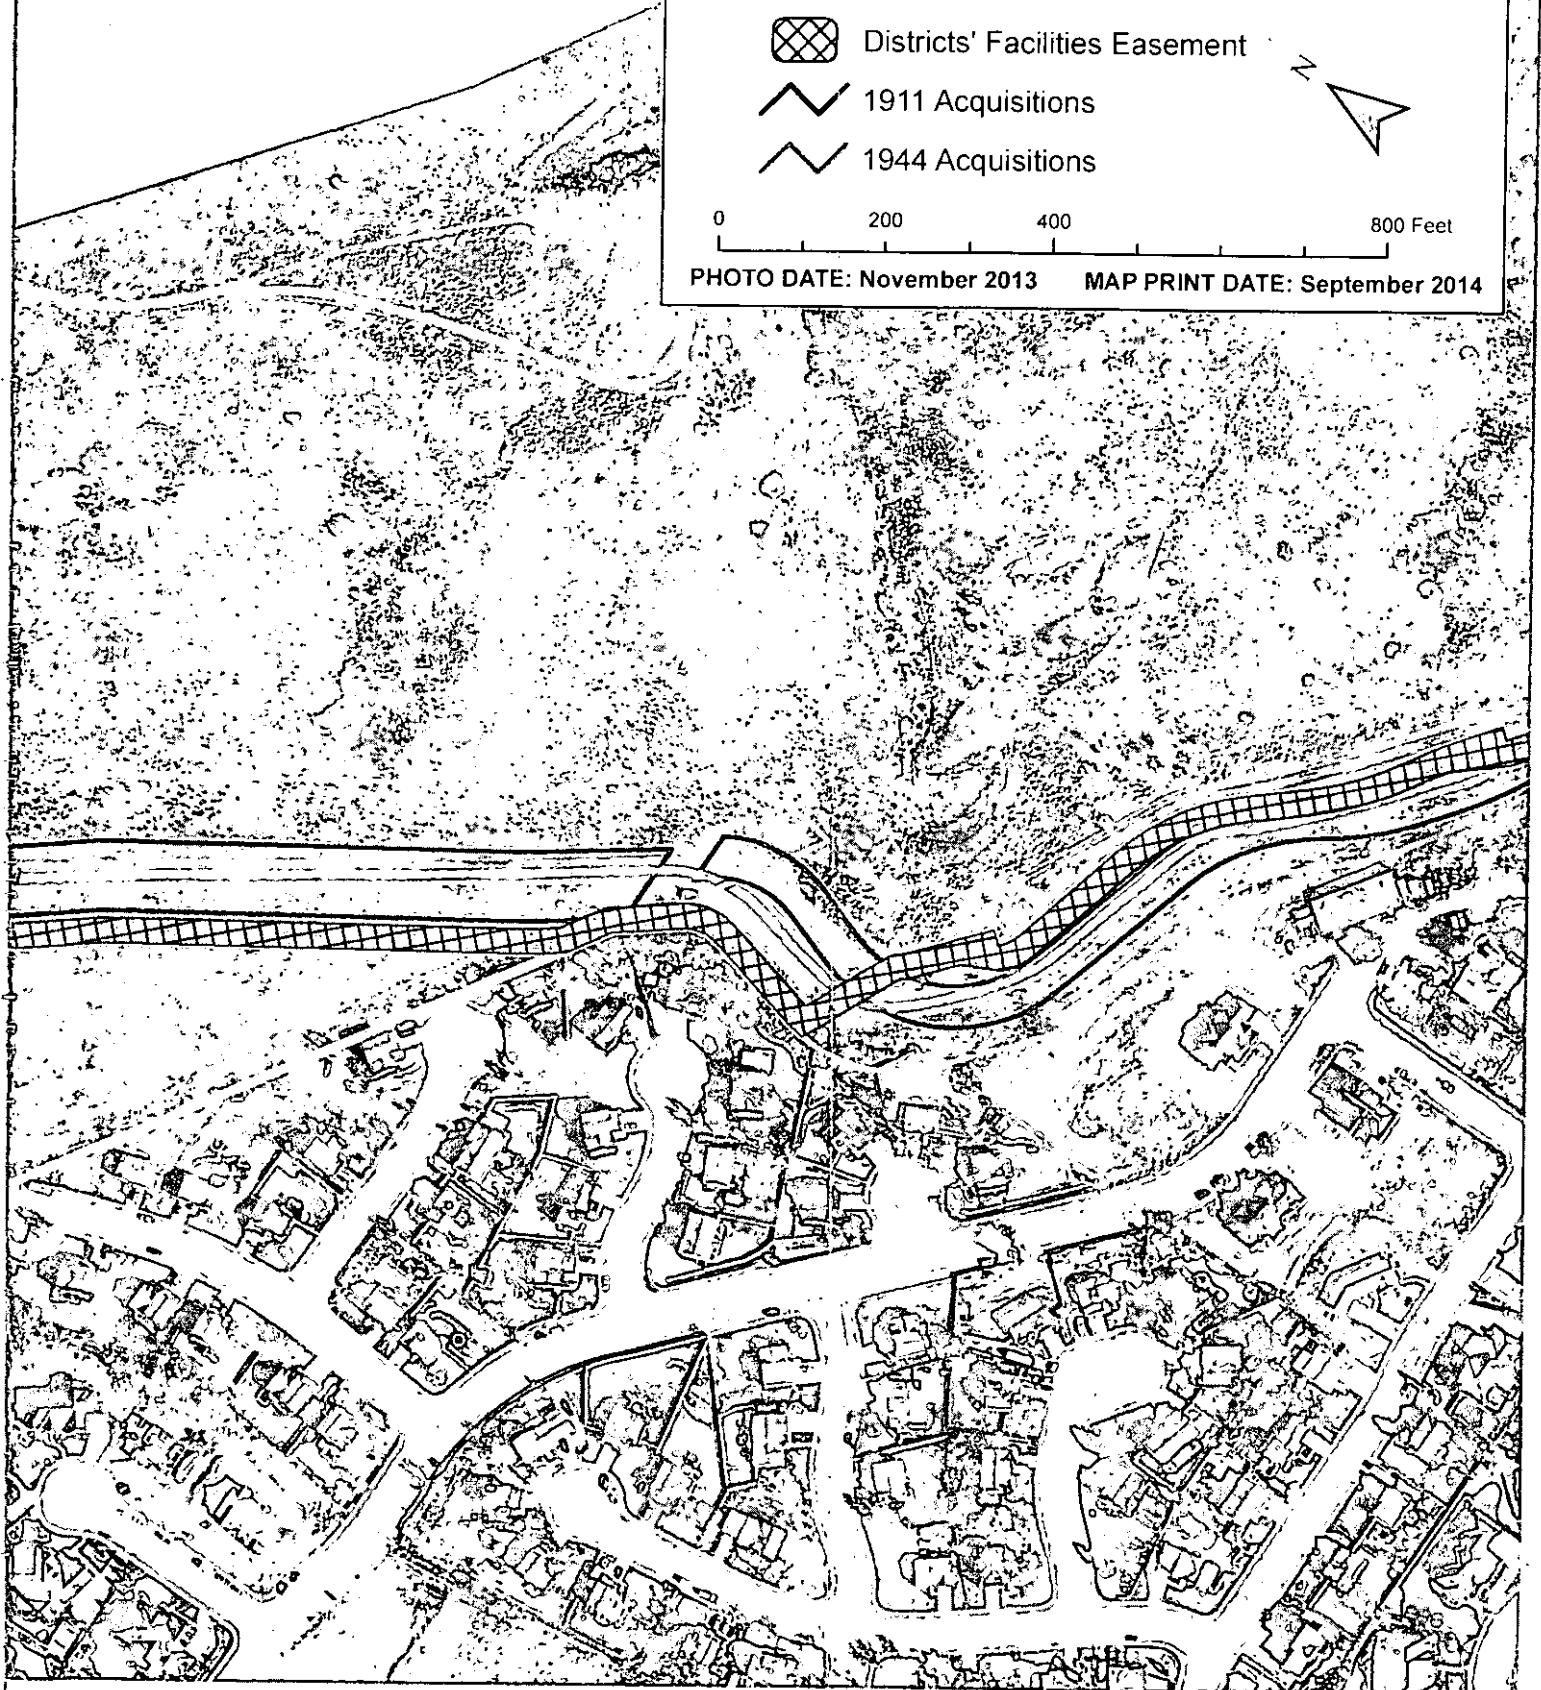 Districts' Facilities Easement
N
1911 Acquisitions
1944 Acquisitions
0 200 400 800 Feet
PHOTO DATE: November 2013 MAP PRINT DATE: September 2014